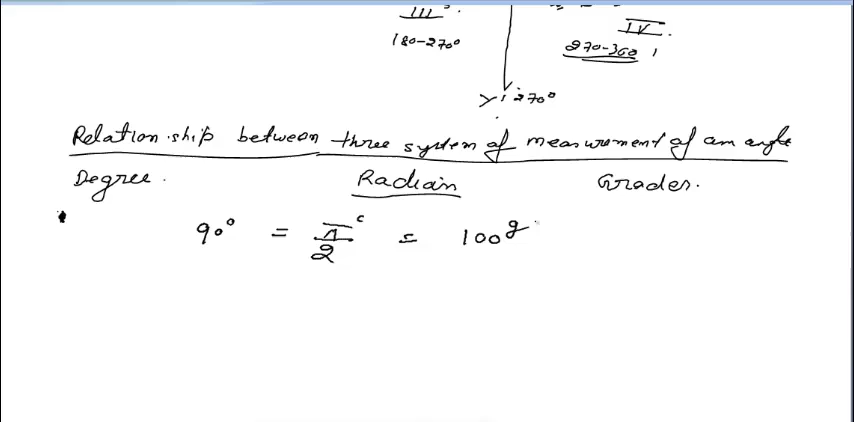 III
IV
180-270°
270-360
y' 270°
Relationship between three system of measurement of am angle
Degree.
Radian
Grades.
90° = π/2 ᶜ = 100ᵍ